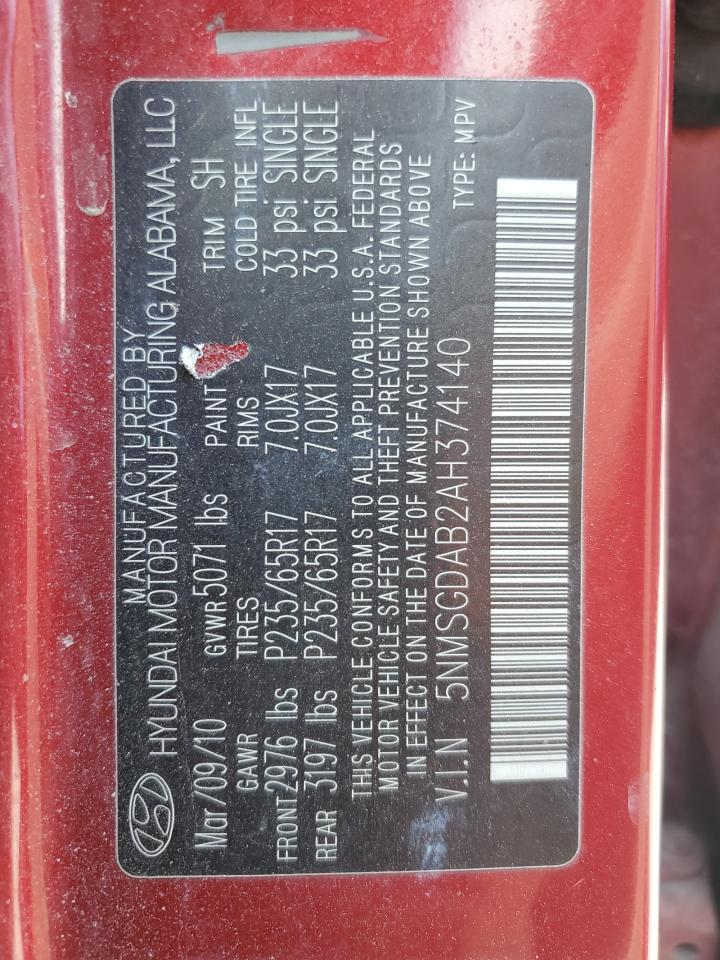 MANUFACTURED BY
HYUNDAI MOTOR MANUFACTURING ALABAMA, LLC
Mar/09/10 GVWR 5071 lbs PAINT TRIM SH
GAWR TIRES RIMS COLD TIRE INFL
FRONT 2976 lbs P235/65R17 7.0JX17 33 psi SINGLE
REAR 3197 lbs P235/65R17 7.0JX17 33 psi SINGLE
THIS VEHICLE CONFORMS TO ALL APPLICABLE U.S.A. FEDERAL
MOTOR VEHICLE SAFETY AND THEFT PREVENTION STANDARDS
IN EFFECT ON THE DATE OF MANUFACTURE SHOWN ABOVE
V.I.N 5NMSGDAB2AH374140 TYPE: MPV